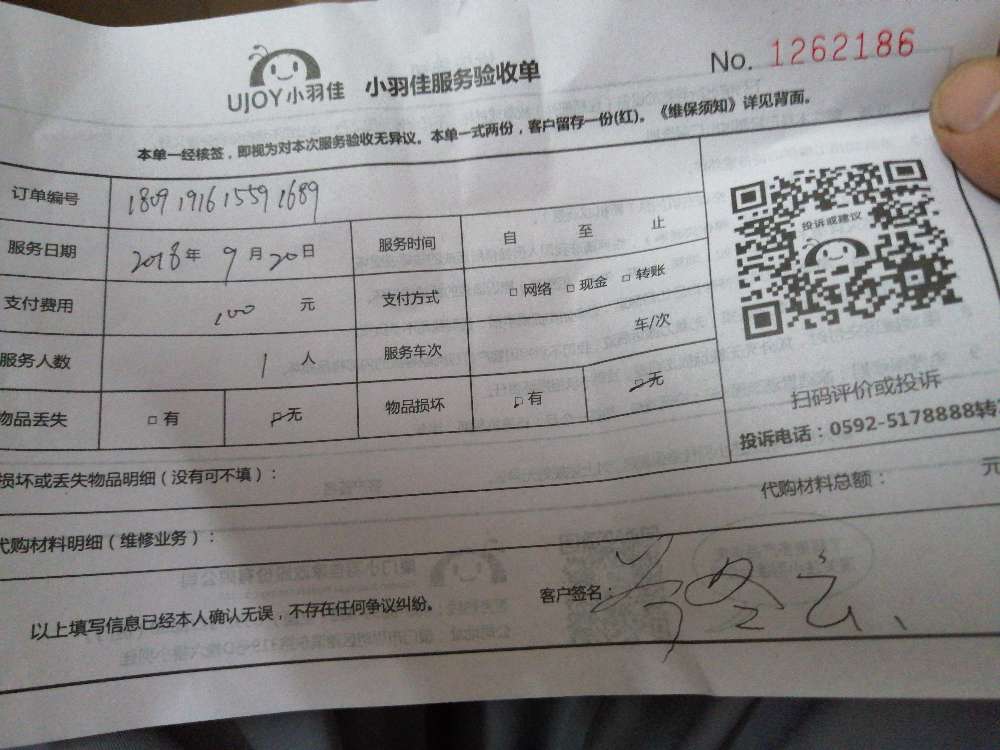 UJOY小羽佳 小羽佳服务验收单 No. 1262186
本单一经核签，即视为对本次服务验收无异议。本单一式两份，客户留存一份(红)。《维保须知》详见背面。
订单编号 1809191615591689
服务日期 2018年9月20日 服务时间 自 至 止
支付费用 100 元 支付方式 □网络 □现金 □转账
服务人数 1 人 服务车次 车/次
物品丢失 □有 □无 物品损坏 □有 □无
投诉或建议
扫码评价或投诉
投诉电话：0592-5178888转
损坏或丢失物品明细（没有可不填）：
代购材料明细（维修业务）： 代购材料总额： 元
以上填写信息已经本人确认无误，不存在任何争议纠纷。 客户签名：